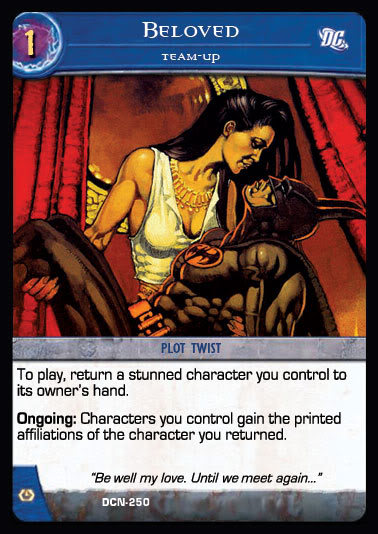 1
BELOVED
DC
TEAM-UP
PLOT TWIST
To play, return a stunned character you control to
its owner's hand.
Ongoing: Characters you control gain the printed
affiliations of the character you returned.
"Be well my love. Until we meet again..."
DCN-250